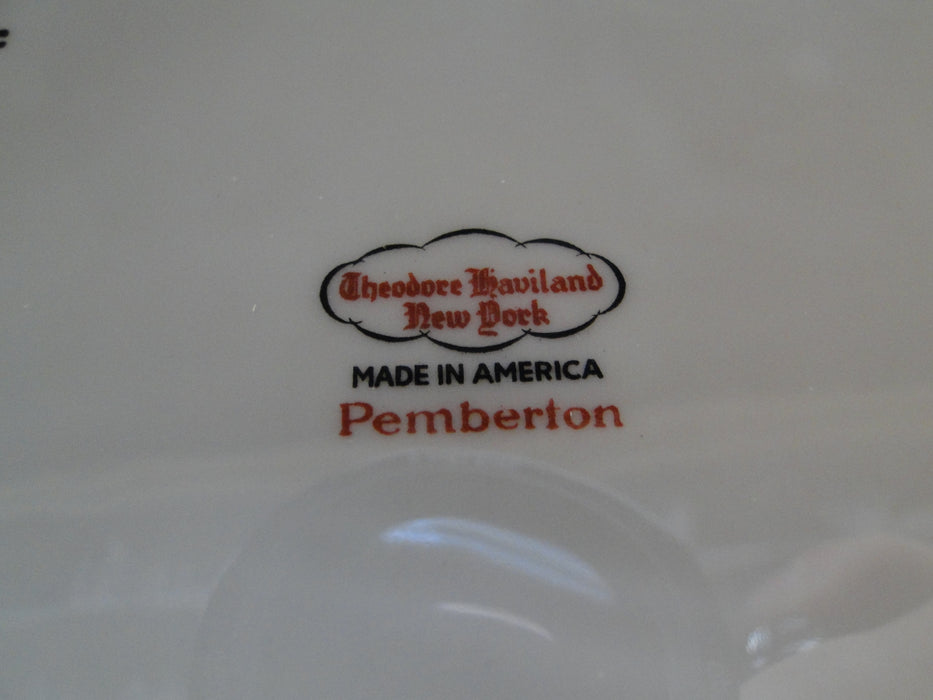 Theodore Haviland
New York
MADE IN AMERICA
Pemberton